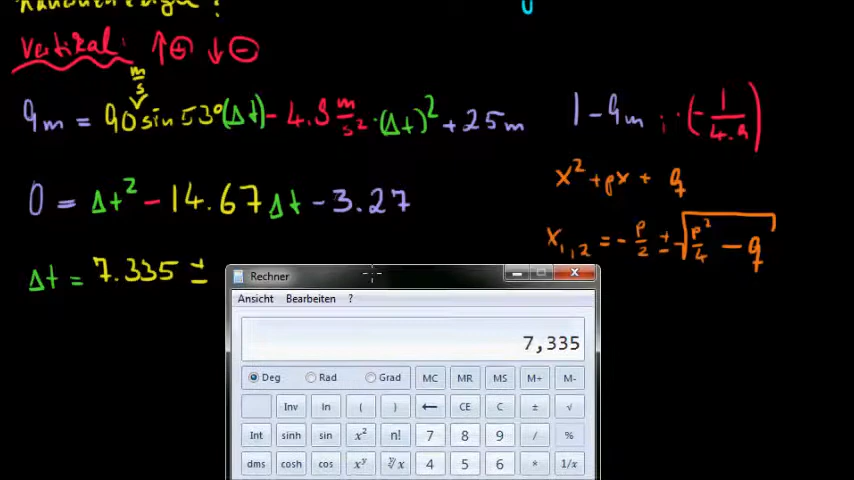 Vertikal: ↑⊕ ↓⊖
m/s
9m = 90 sin 53°(Δt) - 4.9 m/s² · (Δt)² + 25m
| - 9m ; · (- 1/4.9)
x² + px + q
0 = Δt² - 14.67 Δt - 3.27
x1,2 = - p/2 ± √(p²/4 - q)
Δt = 7.335 ±
Rechner
Ansicht Bearbeiten ?
7,335
Deg Rad Grad MC MR MS M+ M-
Inv ln ( ) ← CE C ± √
Int sinh sin x² n! 7 8 9 / %
dms cosh cos xʸ ʸ√x 4 5 6 * 1/x